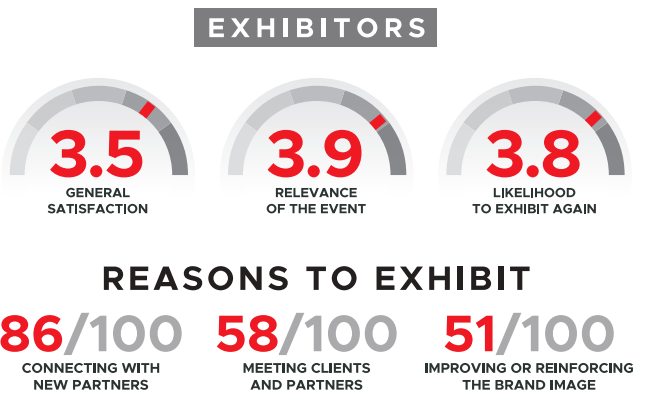 EXHIBITORS
3.5
GENERAL
SATISFACTION
3.9
RELEVANCE
OF THE EVENT
3.8
LIKELIHOOD
TO EXHIBIT AGAIN
REASONS TO EXHIBIT
86/100
CONNECTING WITH
NEW PARTNERS
58/100
MEETING CLIENTS
AND PARTNERS
51/100
IMPROVING OR REINFORCING
THE BRAND IMAGE